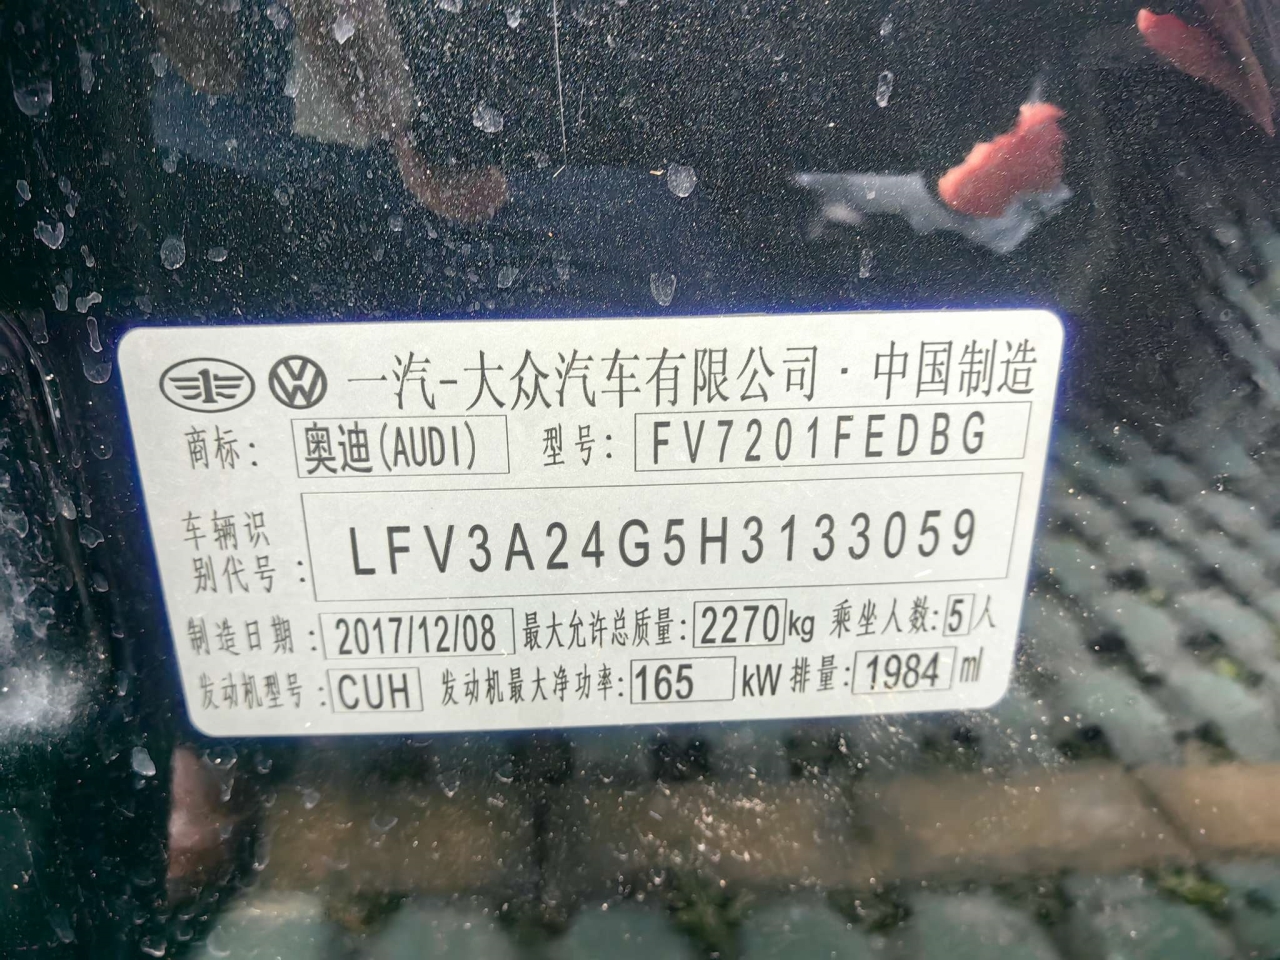 一汽-大众汽车有限公司·中国制造
商标: 奥迪(AUDI) 型号: FV7201FEDBG
车辆识
别代号: LFV3A24G5H3133059
制造日期: 2017/12/08 最大允许总质量: 2270kg 乘坐人数: 5人
发动机型号: CUH 发动机最大净功率: 165 kW 排量: 1984 ml